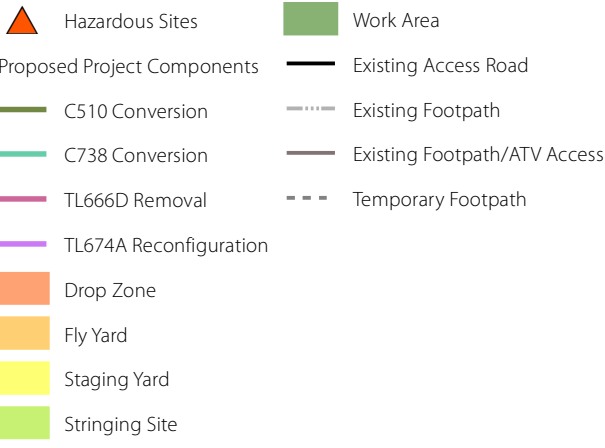 Hazardous Sites
Proposed Project Components
C510 Conversion
C738 Conversion
TL666D Removal
TL674A Reconfiguration
Drop Zone
Fly Yard
Staging Yard
Stringing Site
Work Area
Existing Access Road
Existing Footpath
Existing Footpath/ATV Access
Temporary Footpath